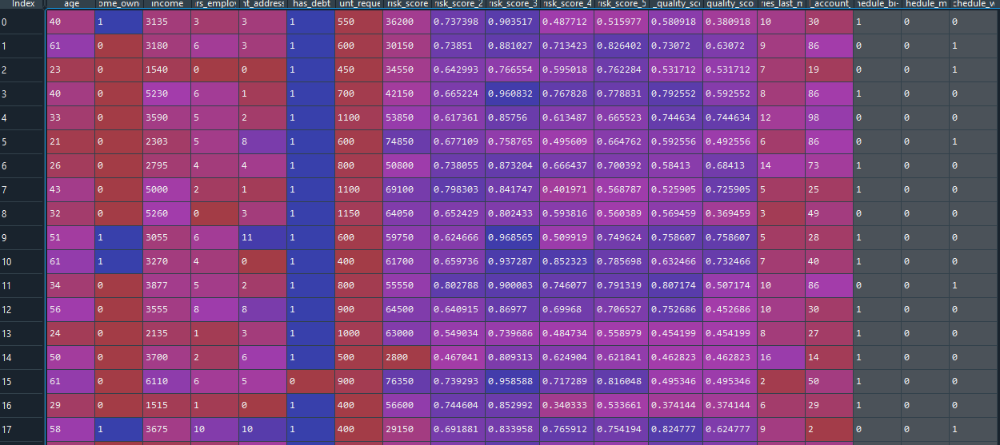 Index age ome_own income rs_employ nt_address has_debt unt_reque risk_score risk_score_2 risk_score_3 risk_score_4 risk_score_5 _quality_sco quality_sco ies_last_m _account_ hedule_bi- hedule_m chedule_w
0 40 1 3135 3 3 1 550 36200 0.737398 0.903517 0.487712 0.515977 0.580918 0.380918 10 30 1 0 0
1 61 0 3180 6 3 1 600 30150 0.73851 0.881027 0.713423 0.826402 0.73072 0.63072 9 86 0 0 1
2 23 0 1540 0 0 1 450 34550 0.642993 0.766554 0.595018 0.762284 0.531712 0.531712 7 19 0 0 1
3 40 0 5230 6 1 1 700 42150 0.665224 0.960832 0.767828 0.778831 0.792552 0.592552 8 86 1 0 0
4 33 0 3590 5 2 1 1100 53850 0.617361 0.85756 0.613487 0.665523 0.744634 0.744634 12 98 1 0 0
5 21 0 2303 5 8 1 600 74850 0.677109 0.758765 0.495609 0.664762 0.592556 0.492556 6 86 0 0 1
6 26 0 2795 4 4 1 800 50800 0.738055 0.873204 0.666437 0.700392 0.58413 0.68413 14 73 1 0 0
7 43 0 5000 2 1 1 1100 69100 0.798303 0.841747 0.401971 0.568787 0.525905 0.725905 5 25 1 0 0
8 32 0 5260 0 3 1 1150 64050 0.652429 0.802433 0.593816 0.560389 0.569459 0.369459 3 49 0 0 0
9 51 1 3055 6 11 1 600 59750 0.624666 0.968565 0.509919 0.749624 0.758607 0.758607 5 28 1 0 0
10 61 1 3270 4 0 1 400 61700 0.659736 0.937287 0.852323 0.785698 0.632466 0.732466 7 40 0 0 0
11 34 0 3877 5 2 1 800 55550 0.802788 0.900083 0.746077 0.791319 0.807174 0.507174 10 86 0 0 1
12 56 0 3555 8 8 1 900 64500 0.640915 0.86977 0.69968 0.706527 0.752686 0.452686 10 30 1 0 0
13 24 0 2135 1 3 1 1000 63000 0.549034 0.739686 0.484734 0.558979 0.454199 0.454199 8 27 1 0 0
14 50 0 3700 2 6 1 500 2800 0.467041 0.809313 0.624904 0.621841 0.462823 0.462823 16 14 1 0 0
15 61 0 6110 6 5 0 900 76350 0.739293 0.958588 0.717289 0.816048 0.495346 0.495346 2 50 1 0 0
16 29 0 1515 1 0 1 400 56600 0.744604 0.852992 0.340333 0.533661 0.374144 0.374144 6 29 1 0 0
17 58 1 3675 10 10 1 400 29150 0.691881 0.833958 0.765912 0.754194 0.824777 0.624777 9 2 0 0 1